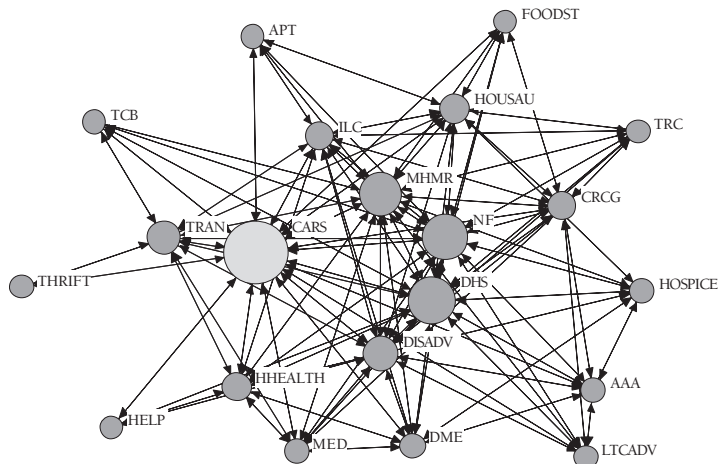 FOODST
APT
HOUSAU
TCB
ILC
TRC
MHMR
CRCG
TRAN
CARS
NF
THRIFT
DHS
HOSPICE
DISADV
HHEALTH
AAA
HELP
MED
DME
LTCADV